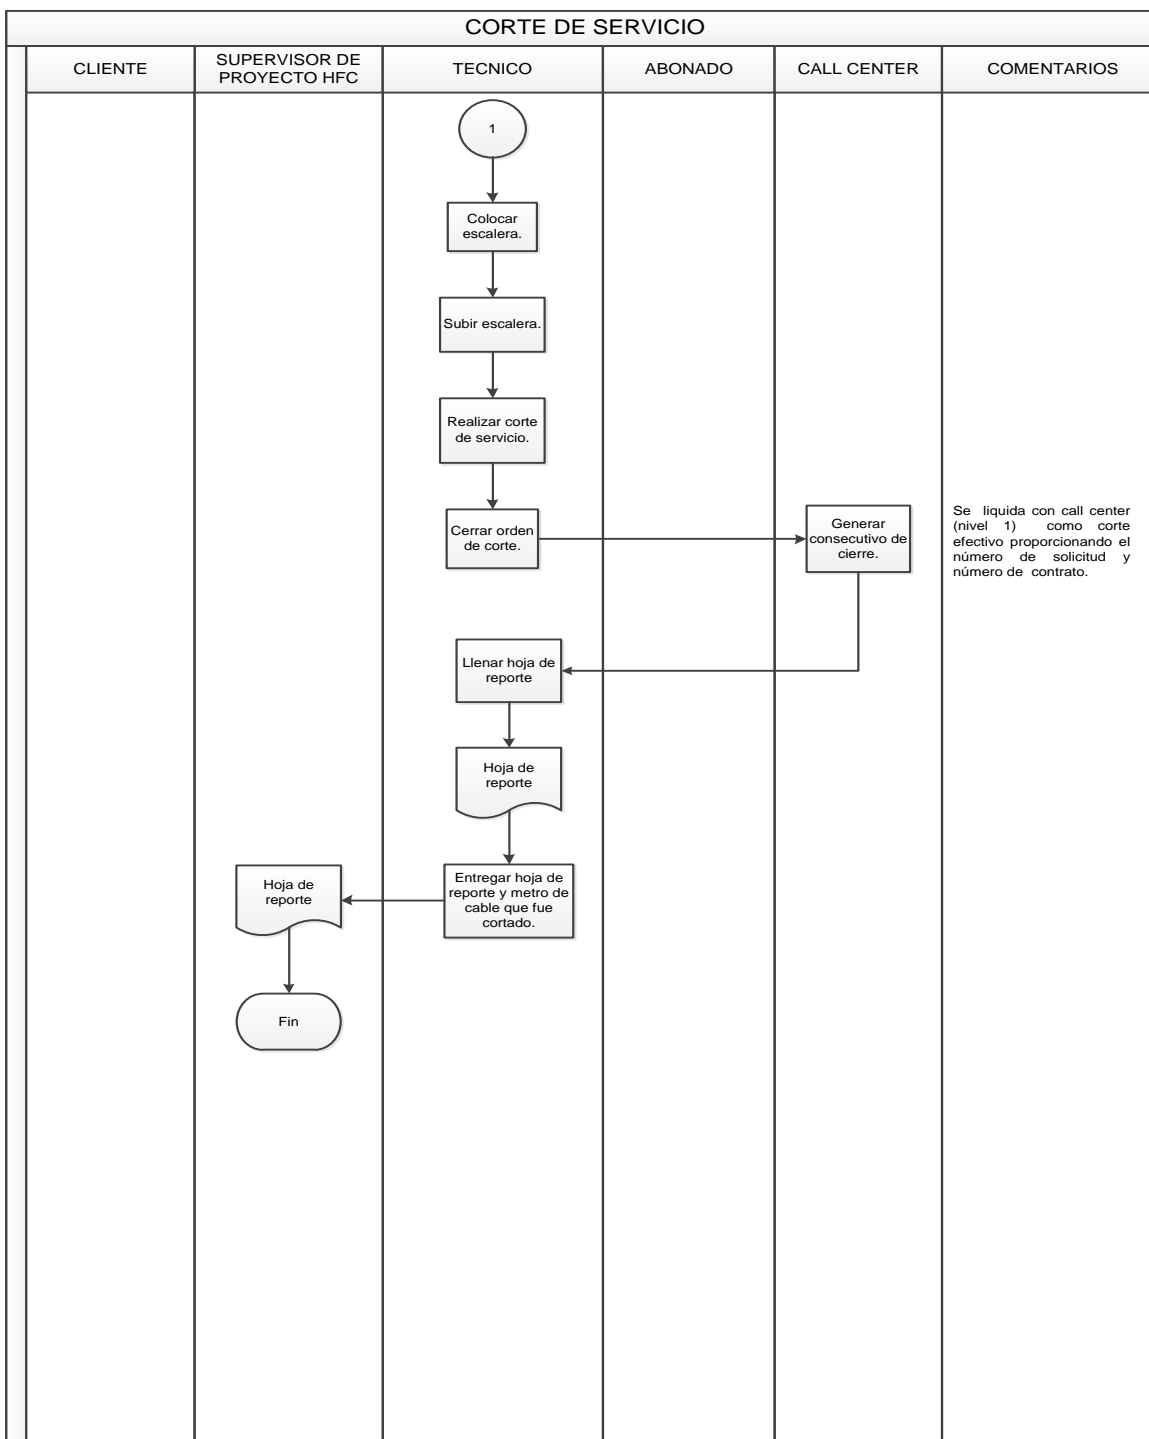 CORTE DE SERVICIO
CLIENTE
SUPERVISOR DE
PROYECTO HFC
TECNICO
ABONADO
CALL CENTER
COMENTARIOS
1
Colocar
escalera.
Subir escalera.
Realizar corte
de servicio.
Cerrar orden
de corte.
Generar
consecutivo de
cierre.
Se liquida con call center
(nivel 1) como corte
efectivo proporcionando el
número de solicitud y
número de contrato.
Llenar hoja de
reporte
Hoja de
reporte
Entregar hoja de
reporte y metro de
cable que fue
cortado.
Hoja de
reporte
Fin